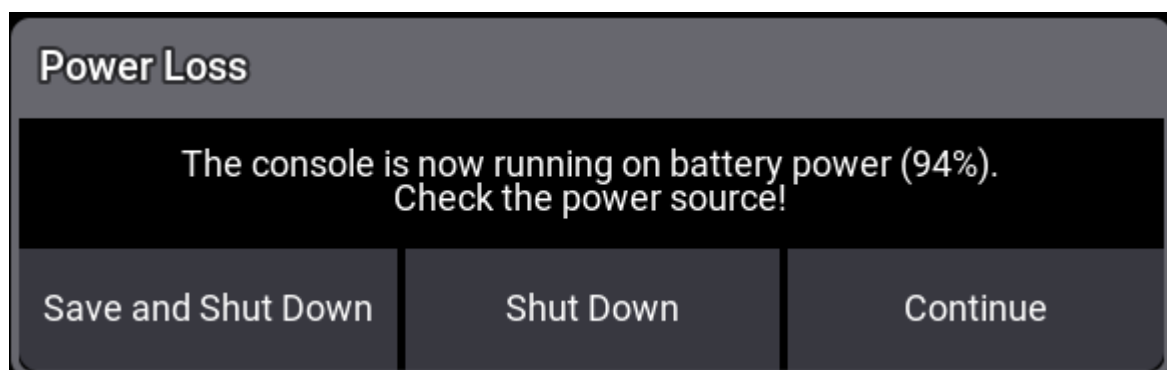 Power Loss
The console is now running on battery power (94%).
Check the power source!
Save and Shut Down
Shut Down
Continue